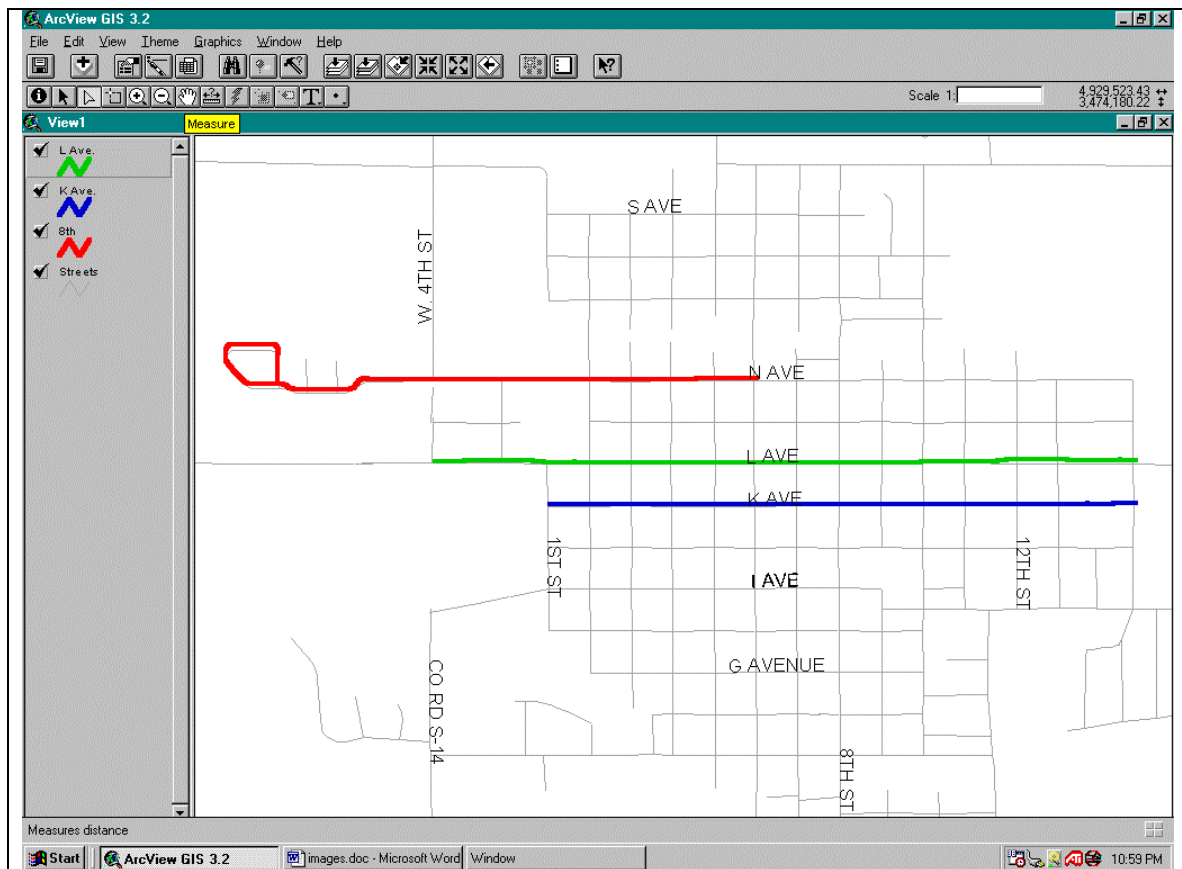 ArcView GIS 3.2
File Edit View Theme Graphics Window Help
Scale 1:
4,929,523.43
3,474,180.22
View1
Measure
L Ave.
K Ave.
8th
Streets
S AVE
W. 4TH ST
N AVE
L AVE
K AVE
1ST ST
12TH ST
I AVE
G AVENUE
CO RD S-14
8TH ST
Measures distance
Start
ArcView GIS 3.2
images.doc - Microsoft Word
Window
10:59 PM